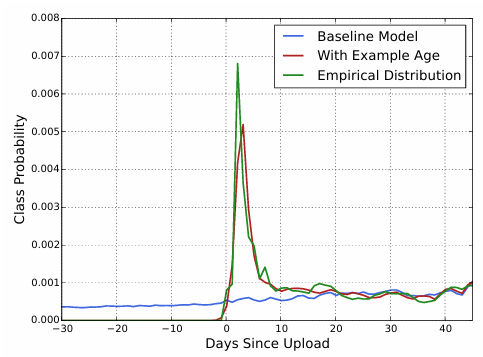 0.008
0.007
0.006
0.005
0.004
0.003
0.002
0.001
0.000
Class Probability
Baseline Model
With Example Age
Empirical Distribution
−30 −20 −10 0 10 20 30 40
Days Since Upload